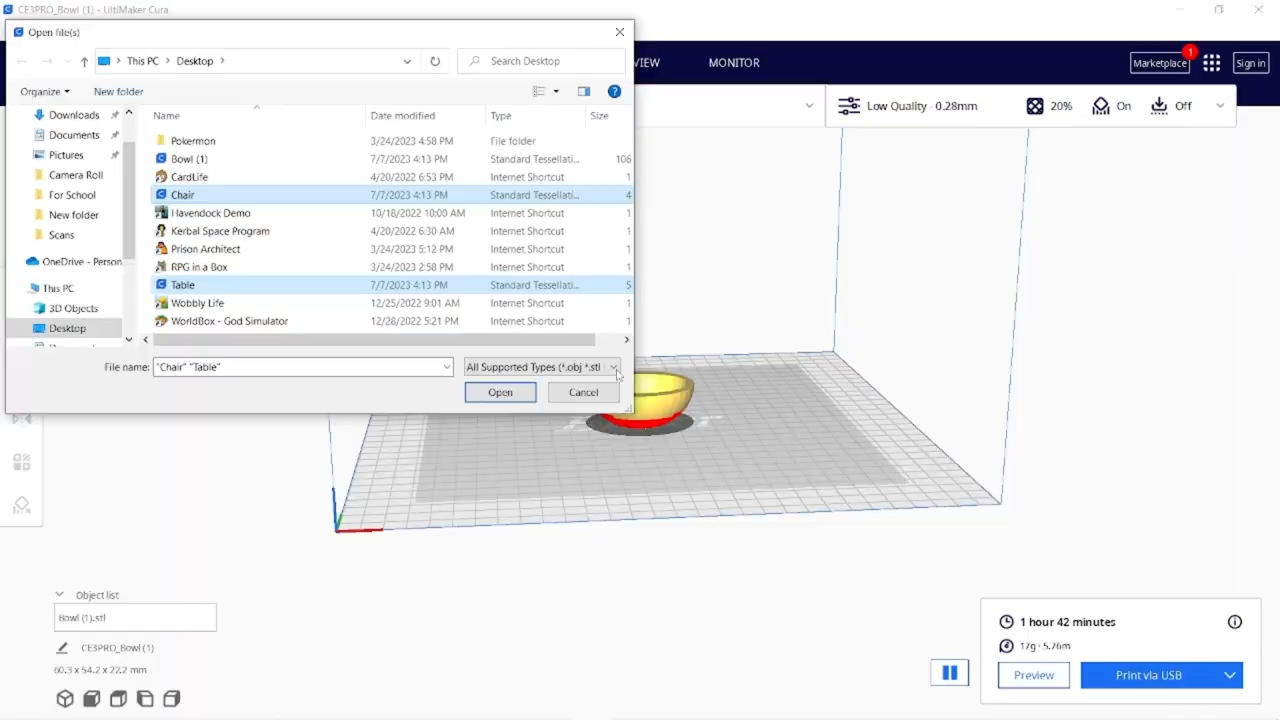 CE3PRO_Bowl (1) - UltiMaker Cura
Open file(s)
This PC > Desktop >
Search Desktop
VIEW
MONITOR
Marketplace
1
Sign in
Organize
New folder
Low Quality - 0.28mm
20%
On
Off
Name
Date modified
Type
Size
Downloads
Documents
Pictures
Camera Roll
For School
New folder
Scans
OneDrive - Person
This PC
3D Objects
Desktop
Pokermon 3/24/2023 4:58 PM File folder
Bowl (1) 7/7/2023 4:13 PM Standard Tessellati... 106
CardLife 4/20/2022 6:53 PM Internet Shortcut 1
Chair 7/7/2023 4:13 PM Standard Tessellati... 4
Havendock Demo 10/18/2022 10:00 AM Internet Shortcut 1
Kerbal Space Program 4/20/2022 6:30 AM Internet Shortcut 1
Prison Architect 3/24/2023 5:12 PM Internet Shortcut 1
RPG in a Box 3/24/2023 2:58 PM Internet Shortcut 1
Table 7/7/2023 4:13 PM Standard Tessellati... 5
Wobbly Life 12/25/2022 9:01 AM Internet Shortcut 1
WorldBox - God Simulator 12/28/2022 5:21 PM Internet Shortcut 1
File name: "Chair" "Table"
All Supported Types (*.obj *.stl
Open
Cancel
Object list
Bowl (1).stl
CE3PRO_Bowl (1)
60.3 x 54.2 x 22.2 mm
1 hour 42 minutes
17g · 5.76m
Preview
Print via USB